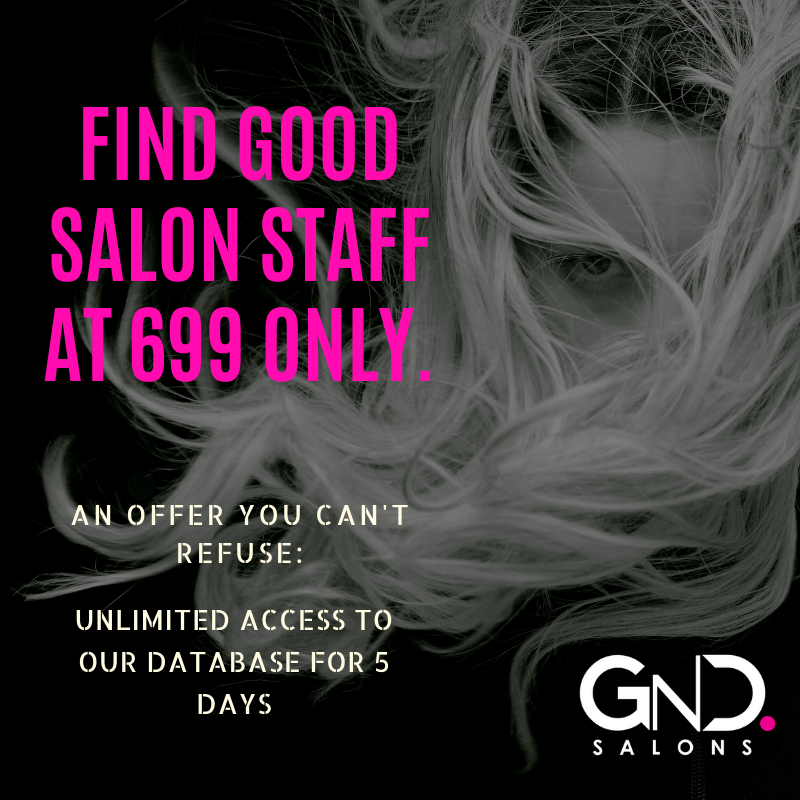 FIND GOOD
SALON STAFF
AT 699 ONLY.
AN OFFER YOU CAN'T
REFUSE:
UNLIMITED ACCESS TO
OUR DATABASE FOR 5
DAYS
GND.
SALONS